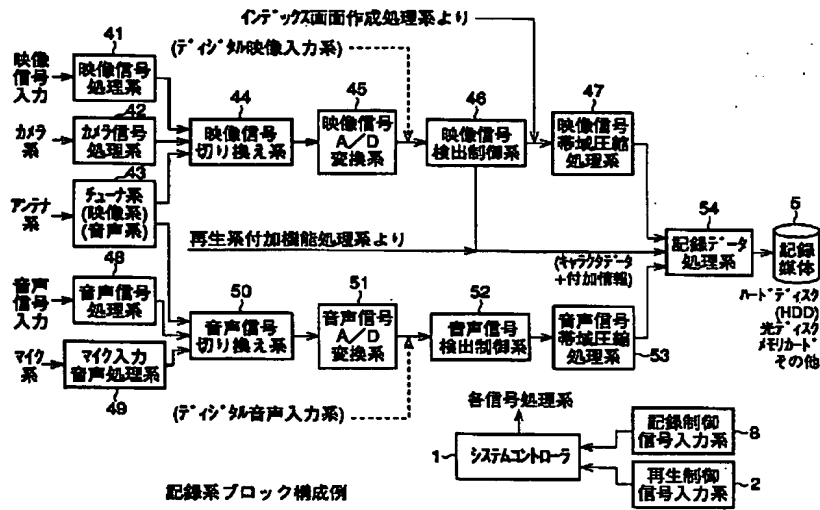 インデックス画面作成処理系より
(ディジタル映像入力系)
41
映像
信号
入力
映像信号
処理系
42
カメラ
系
カメラ信号
処理系
43
アンテナ
系
チューナ系
(映像系)
(音声系)
44
映像信号
切り換え系
45
映像信号
A/D
変換系
46
映像信号
検出制御系
47
映像信号
帯域圧縮
処理系
再生系付加機能処理系より
(キャラクタデータ
+付加情報)
54
記録データ
処理系
5
記録
媒体
ハードディスク
(HDD)
光ディスク
メモリカード
その他
48
音声
信号
入力
音声信号
処理系
マイク
系
マイク入力
音声処理系
49
50
音声信号
切り換え系
51
音声信号
A/D
変換系
52
音声信号
検出制御系
音声信号
帯域圧縮
処理系
53
(ディジタル音声入力系)
各信号処理系
1
システムコントローラ
記録制御
信号入力系
8
再生制御
信号入力系
2
記録系ブロック構成例